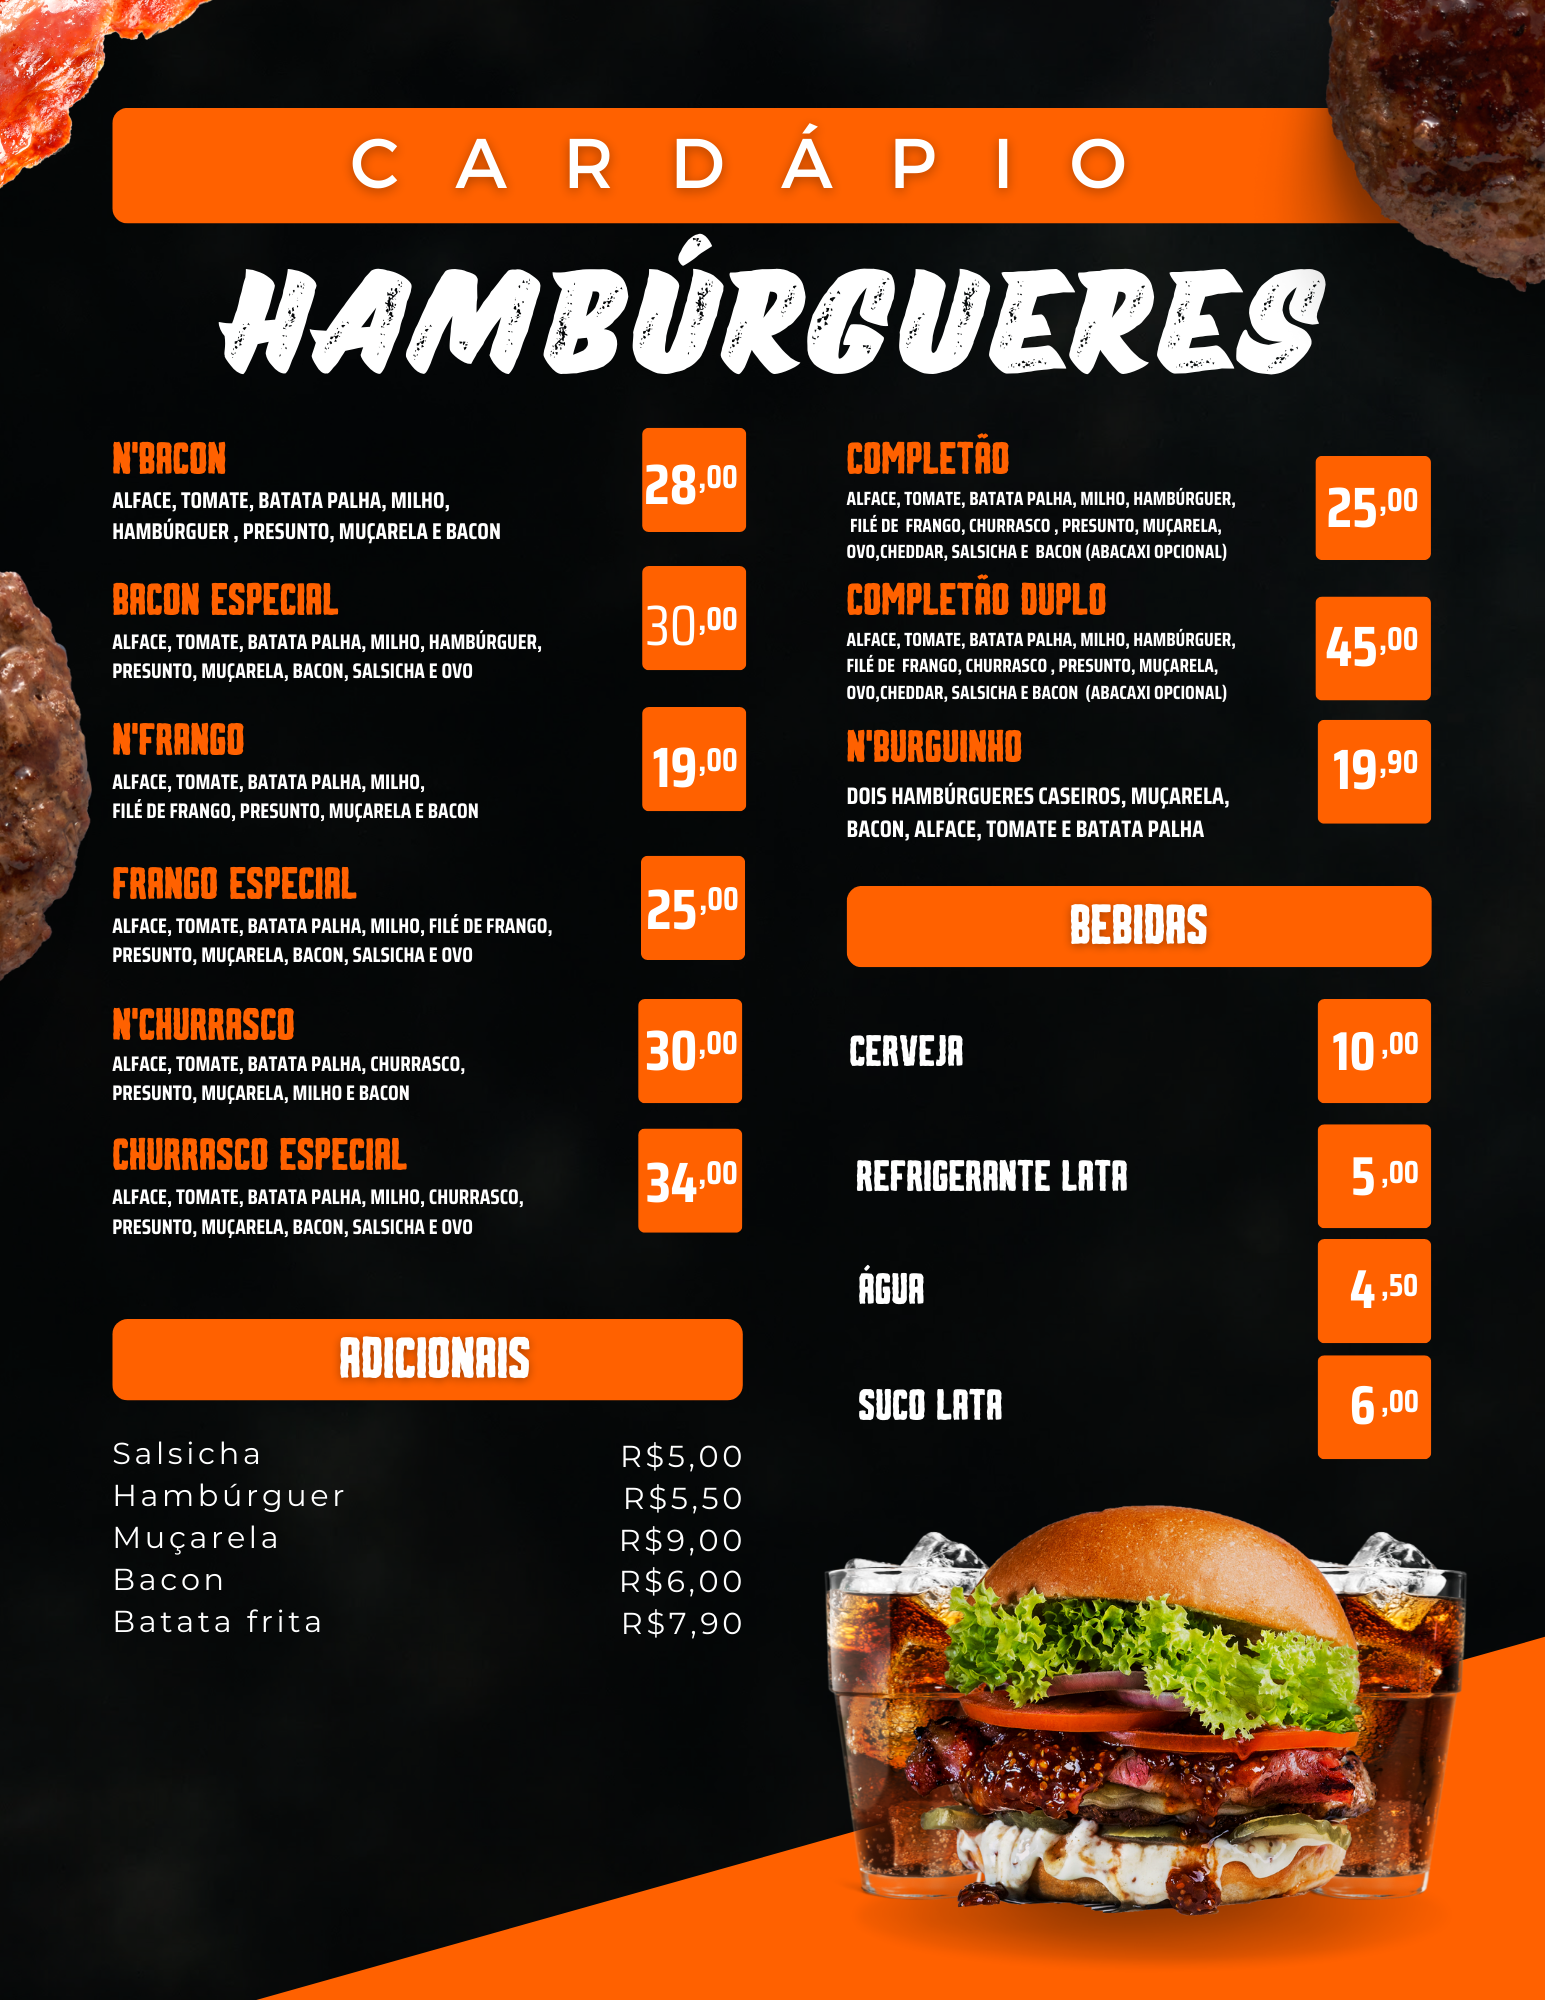 CARDÁPIO
HAMBÚRGUERES
N'BACON
28,00
ALFACE, TOMATE, BATATA PALHA, MILHO,
HAMBÚRGUER , PRESUNTO, MUÇARELA E BACON
BACON ESPECIAL
30,00
ALFACE, TOMATE, BATATA PALHA, MILHO, HAMBÚRGUER,
PRESUNTO, MUÇARELA, BACON, SALSICHA E OVO
N'FRANGO
19,00
ALFACE, TOMATE, BATATA PALHA, MILHO,
FILÉ DE FRANGO, PRESUNTO, MUÇARELA E BACON
FRANGO ESPECIAL
25,00
ALFACE, TOMATE, BATATA PALHA, MILHO, FILÉ DE FRANGO,
PRESUNTO, MUÇARELA, BACON, SALSICHA E OVO
N'CHURRASCO
30,00
ALFACE, TOMATE, BATATA PALHA, CHURRASCO,
PRESUNTO, MUÇARELA, MILHO E BACON
CHURRASCO ESPECIAL
34,00
ALFACE, TOMATE, BATATA PALHA, MILHO, CHURRASCO,
PRESUNTO, MUÇARELA, BACON, SALSICHA E OVO
ADICIONAIS
Salsicha R$5,00
Hambúrguer R$5,50
Muçarela R$9,00
Bacon R$6,00
Batata frita R$7,90
COMPLETÃO
25,00
ALFACE, TOMATE, BATATA PALHA, MILHO, HAMBÚRGUER,
FILÉ DE FRANGO, CHURRASCO , PRESUNTO, MUÇARELA,
OVO,CHEDDAR, SALSICHA E BACON (ABACAXI OPCIONAL)
COMPLETÃO DUPLO
45,00
ALFACE, TOMATE, BATATA PALHA, MILHO, HAMBÚRGUER,
FILÉ DE FRANGO, CHURRASCO , PRESUNTO, MUÇARELA,
OVO,CHEDDAR, SALSICHA E BACON (ABACAXI OPCIONAL)
N'BURGUINHO
19,90
DOIS HAMBÚRGUERES CASEIROS, MUÇARELA,
BACON, ALFACE, TOMATE E BATATA PALHA
BEBIDAS
CERVEJA 10,00
REFRIGERANTE LATA 5,00
ÁGUA 4,50
SUCO LATA 6,00